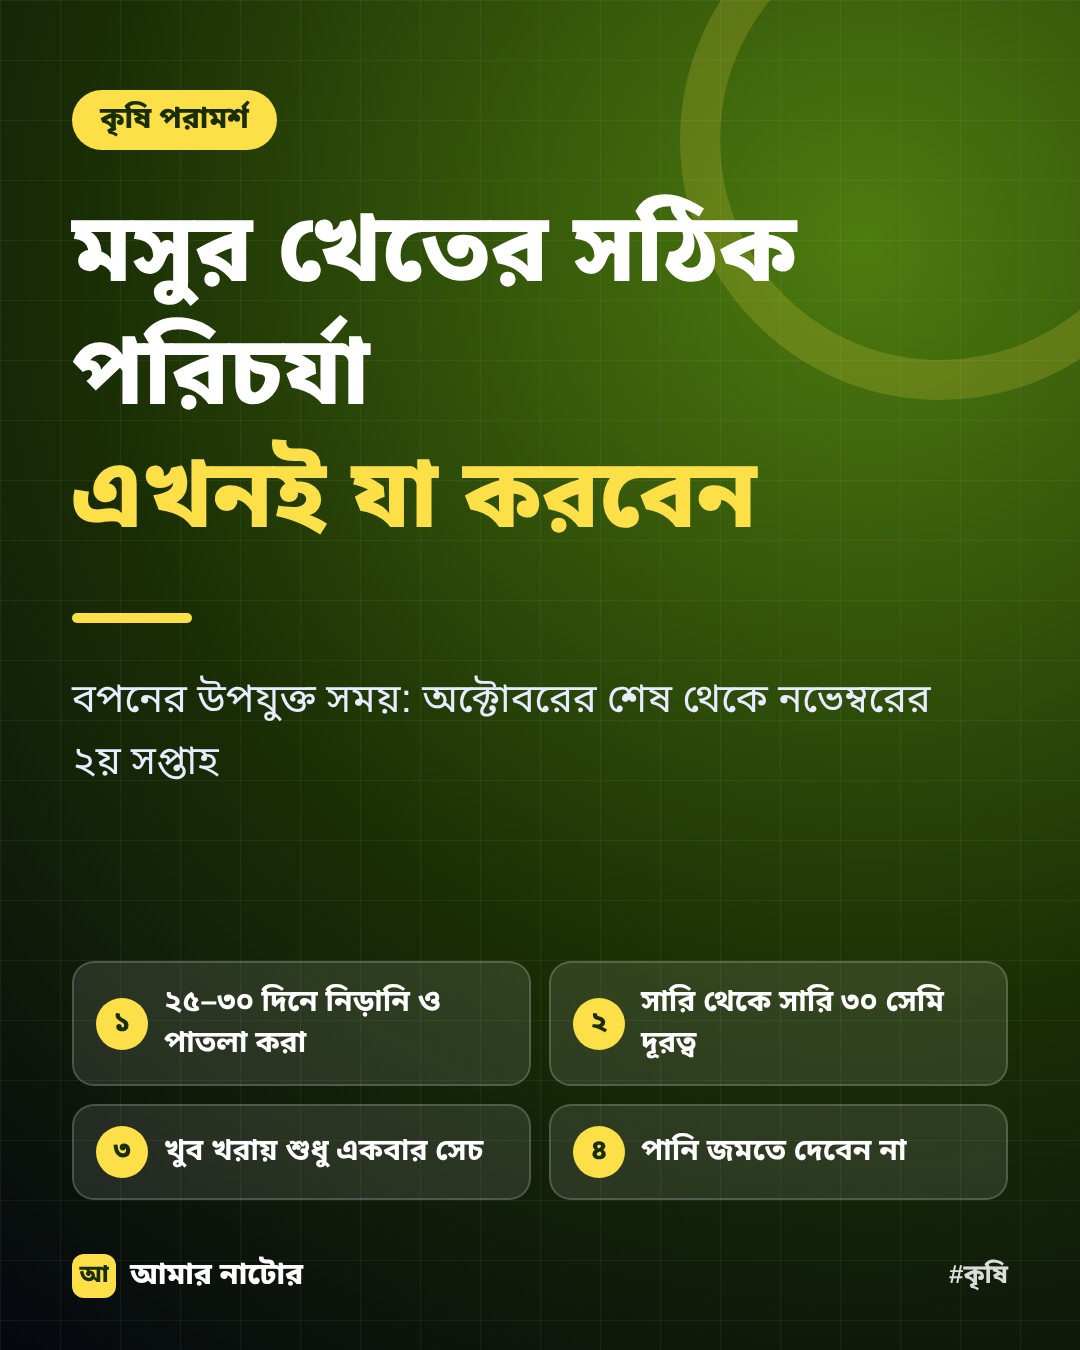 কৃষি পরামর্শ
মসুর খেতের সঠিক
পরিচর্যা
এখনই যা করবেন
বপনের উপযুক্ত সময়: অক্টোবরের শেষ থেকে নভেম্বরের
২য় সপ্তাহ
১
২৫–৩০ দিনে নিড়ানি ও
পাতলা করা
২
সারি থেকে সারি ৩০ সেমি
দূরত্ব
৩
খুব খরায় শুধু একবার সেচ
৪
পানি জমতে দেবেন না
আ
আমার নাটোর
#কৃষি